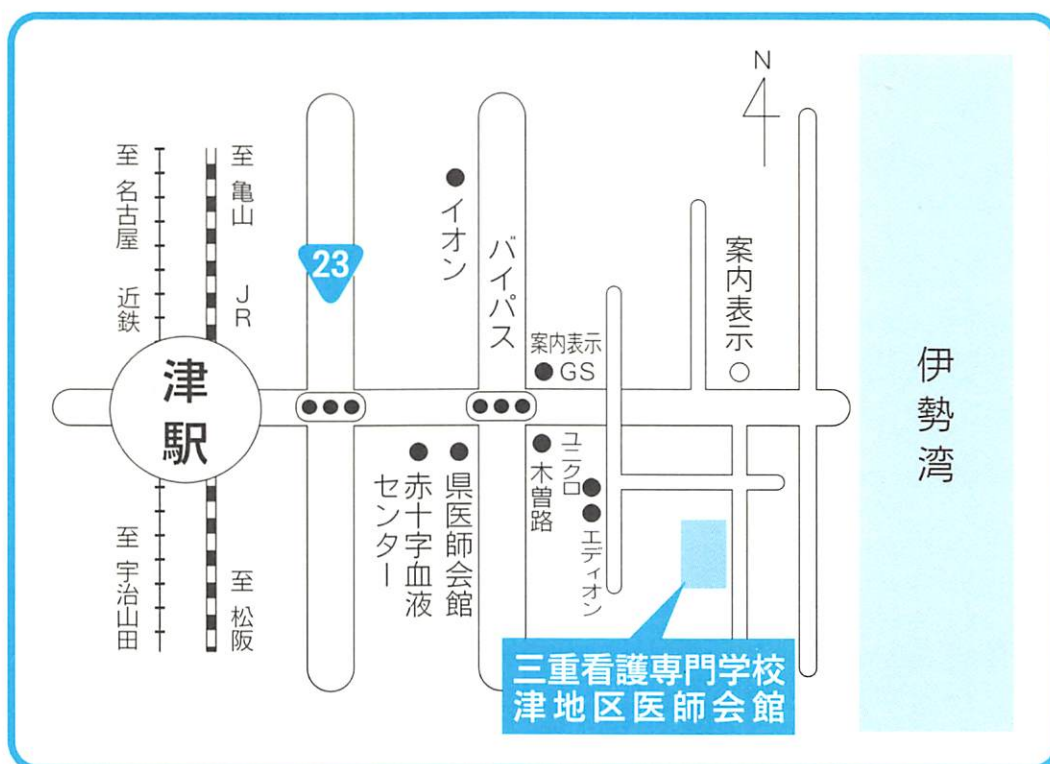 N
至 名古屋
近鉄
至 亀山
JR
23
イオン
バイパス
案内表示
GS
案内表示
伊勢湾
津駅
赤十字血液
センター
県医師会館
木曽路
ユニクロ
エディオン
至 宇治山田
至 松阪
三重看護専門学校
津地区医師会館